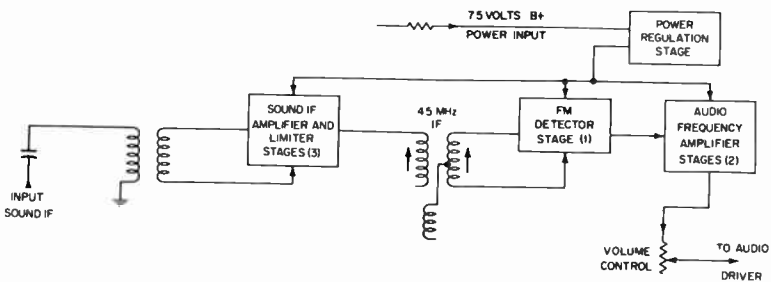 75 VOLTS B+
POWER INPUT
POWER
REGULATION
STAGE
SOUND IF
AMPLIFIER AND
LIMITER
STAGES (3)
4.5 MHz
IF
FM
DETECTOR
STAGE (1)
AUDIO
FREQUENCY
AMPLIFIER
STAGES (2)
INPUT
SOUND IF
VOLUME
CONTROL
TO AUDIO
DRIVER